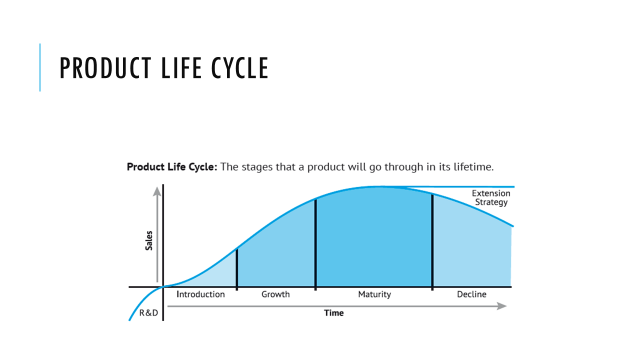 PRODUCT LIFE CYCLE
Product Life Cycle: The stages that a product will go through in its lifetime.
Extension
Strategy
Sales
Introduction
Growth
Maturity
Decline
R&D
Time